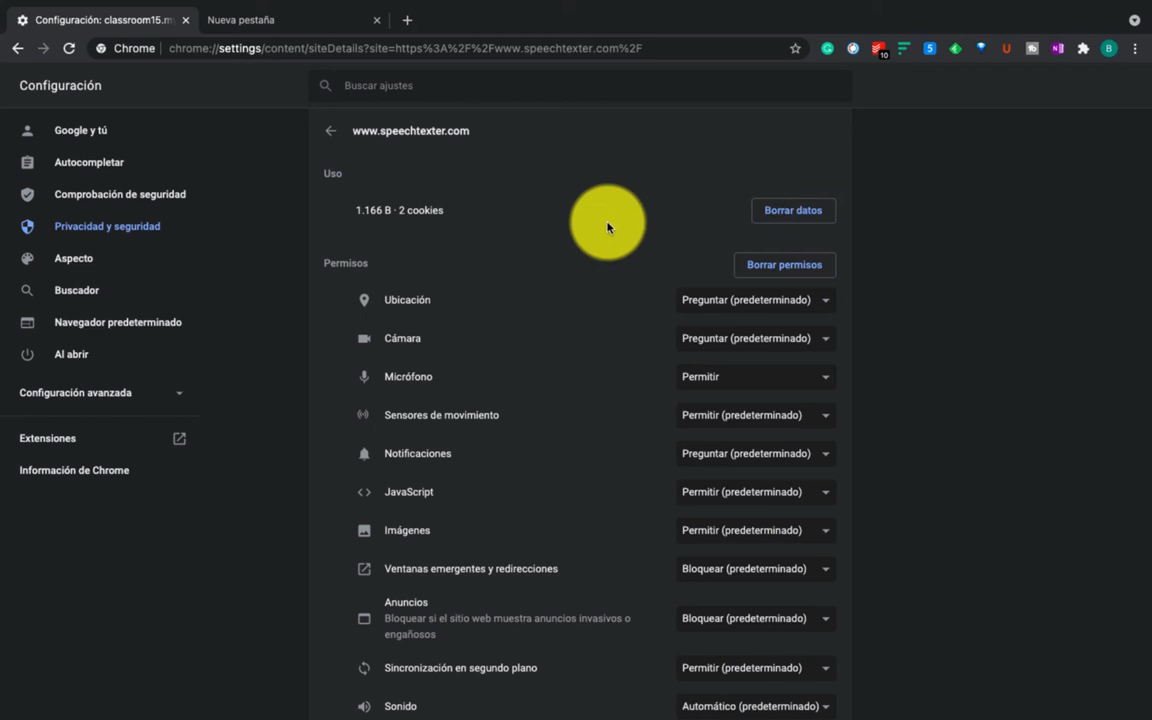 Configuración: classroom15.m
Nueva pestaña
Chrome
chrome://settings/content/siteDetails?site=https%3A%2F%2Fwww.speechtexter.com%2F
10
B
Configuración
Buscar ajustes
Google y tú
Autocompletar
Comprobación de seguridad
Privacidad y seguridad
Aspecto
Buscador
Navegador predeterminado
Al abrir
Configuración avanzada
Extensiones
Información de Chrome
www.speechtexter.com
Uso
1.166 B · 2 cookies
Borrar datos
Permisos
Borrar permisos
Ubicación
Preguntar (predeterminado)
Cámara
Preguntar (predeterminado)
Micrófono
Permitir
Sensores de movimiento
Permitir (predeterminado)
Notificaciones
Preguntar (predeterminado)
JavaScript
Permitir (predeterminado)
Imágenes
Permitir (predeterminado)
Ventanas emergentes y redirecciones
Bloquear (predeterminado)
Anuncios
Bloquear si el sitio web muestra anuncios invasivos o
engañosos
Bloquear (predeterminado)
Sincronización en segundo plano
Permitir (predeterminado)
Sonido
Automático (predeterminado)